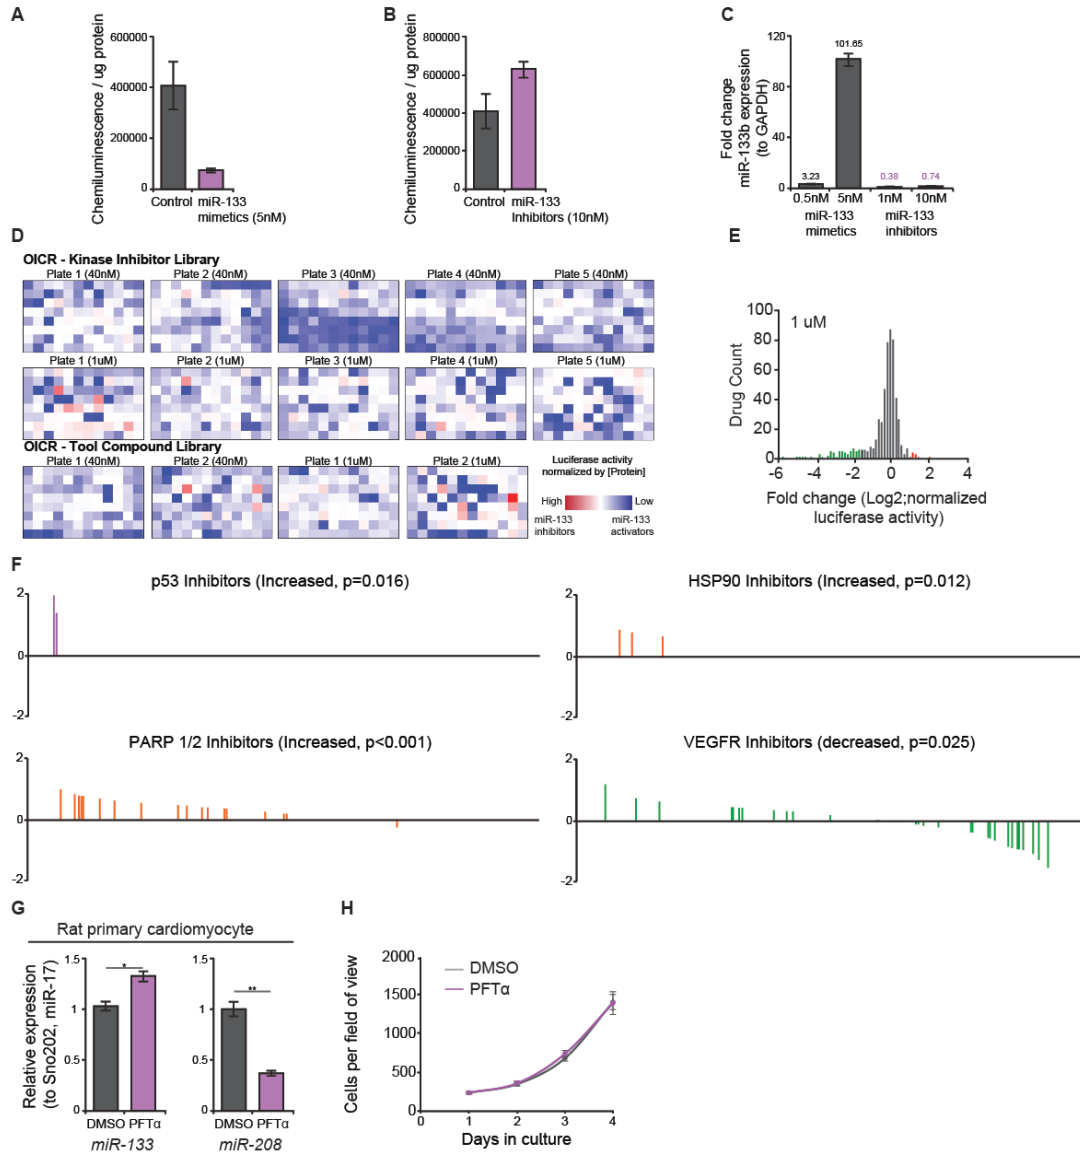 A
Chemiluminescence / ug protein
600000
400000
200000
0
Control miR-133
mimetics (5nM)
B
Chemiluminescence / ug protein
800000
600000
400000
200000
0
Control miR-133
Inhibitors (10nM)
C
Fold change
miR-133b expression
(to GAPDH)
120
80
40
0
3.23
101.65
0.38
0.74
0.5nM 5nM 1nM 10nM
miR-133 miR-133
mimetics inhibitors
D
OICR - Kinase Inhibitor Library
Plate 1 (40nM) Plate 2 (40nM) Plate 3 (40nM) Plate 4 (40nM) Plate 5 (40nM)
Plate 1 (1uM) Plate 2 (1uM) Plate 3 (1uM) Plate 4 (1uM) Plate 5 (1uM)
OICR - Tool Compound Library
Plate 1 (40nM) Plate 2 (40nM) Plate 1 (1uM) Plate 2 (1uM)
Luciferase activity
normalized by [Protein]
High Low
miR-133 miR-133
inhibitors activators
E
1 uM
Drug Count
100
80
60
40
20
0
-6 -4 -2 0 2 4
Fold change (Log2;normalized
luciferase activity)
F
p53 Inhibitors (Increased, p=0.016)
2
0
-2
HSP90 Inhibitors (Increased, p=0.012)
2
0
-2
PARP 1/2 Inhibitors (Increased, p<0.001)
2
0
-2
VEGFR Inhibitors (decreased, p=0.025)
2
0
-2
G
Rat primary cardiomyocyte
Relative expression
(to Sno202, miR-17)
1.5
1
0.5
0
*
DMSO PFTα
miR-133
1.5
1
0.5
0
**
DMSO PFTα
miR-208
H
Cells per field of view
2000
1500
1000
500
0
DMSO
PFTα
0 1 2 3 4
Days in culture